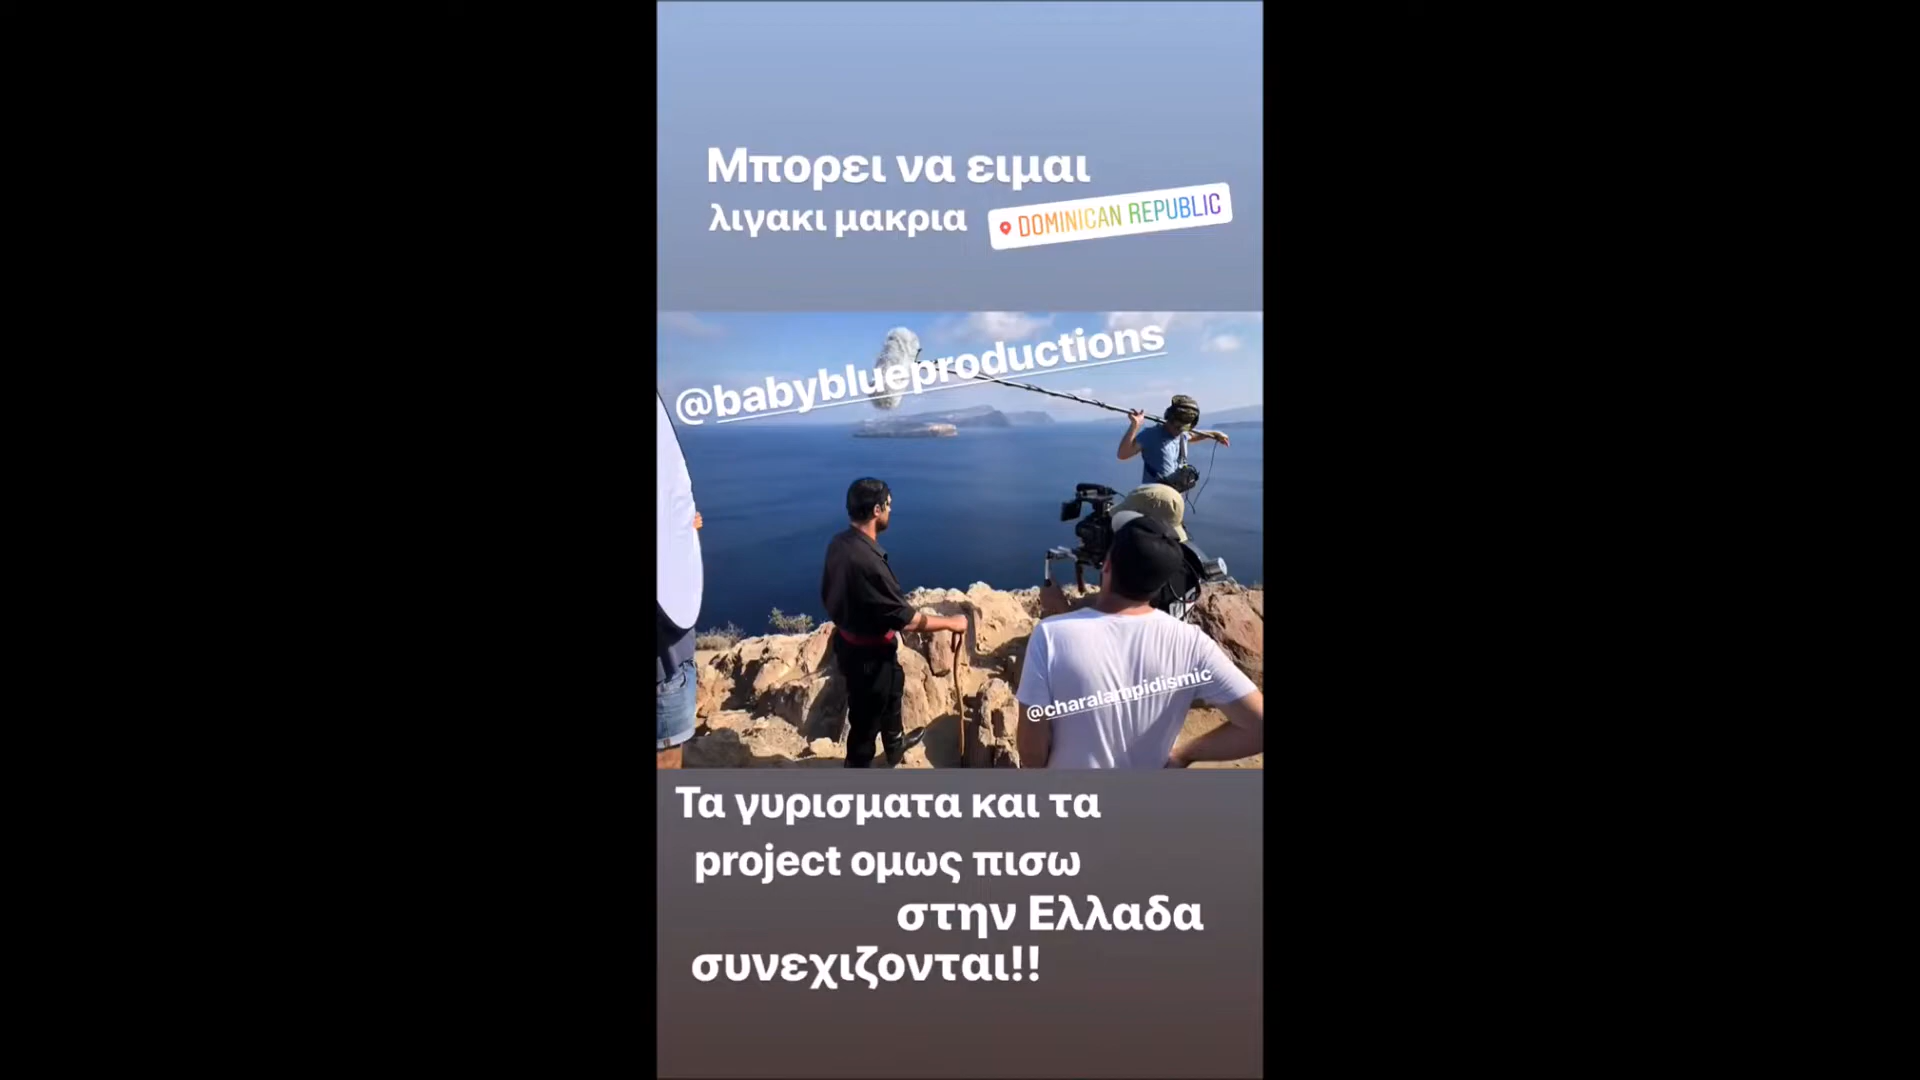 Μπορει να ειμαι
λιγακι μακρια
DOMINICAN REPUBLIC
@babyblueproductions
@charalampidismic
Τα γυρισματα και τα
project ομως πισω
στην Ελλαδα
συνεχιζονται!!